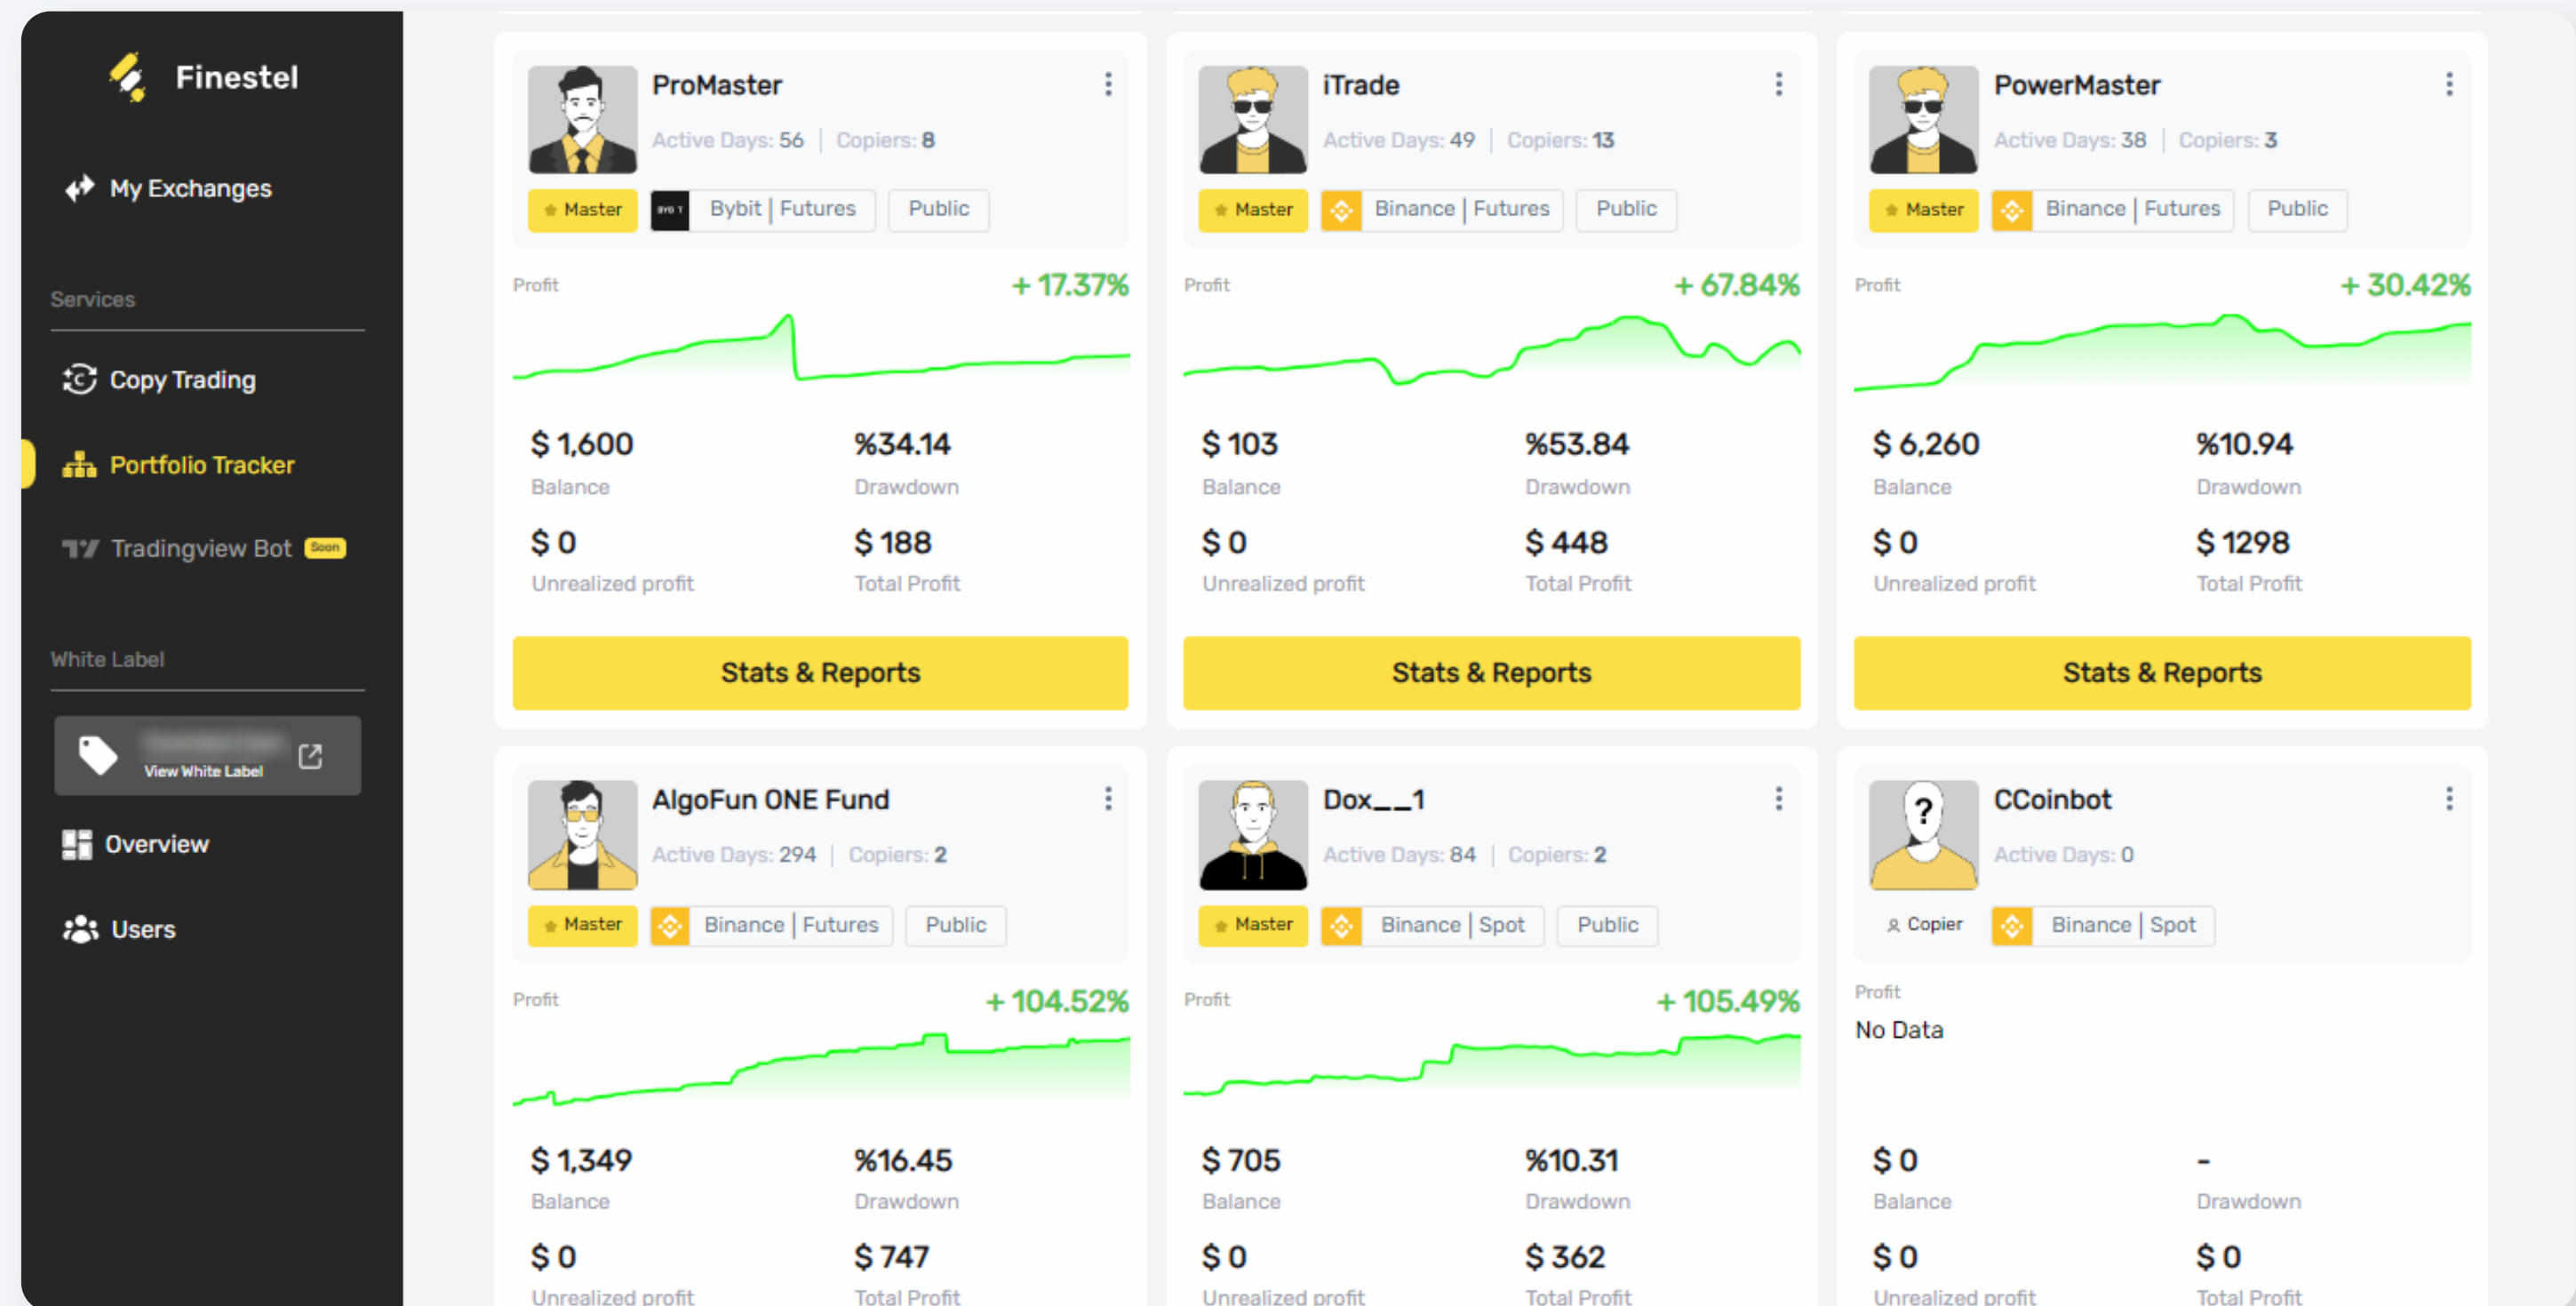 Finestel
My Exchanges
Services
Copy Trading
Portfolio Tracker
Tradingview Bot Soon
White Label
View White Label
Overview
Users
ProMaster
Active Days: 56 | Copiers: 8
Master BYBIT Bybit | Futures Public
Profit + 17.37%
$ 1,600 %34.14
Balance Drawdown
$ 0 $ 188
Unrealized profit Total Profit
Stats & Reports
iTrade
Active Days: 49 | Copiers: 13
Master Binance | Futures Public
Profit + 67.84%
$ 103 %53.84
Balance Drawdown
$ 0 $ 448
Unrealized profit Total Profit
Stats & Reports
PowerMaster
Active Days: 38 | Copiers: 3
Master Binance | Futures Public
Profit + 30.42%
$ 6,260 %10.94
Balance Drawdown
$ 0 $ 1298
Unrealized profit Total Profit
Stats & Reports
AlgoFun ONE Fund
Active Days: 294 | Copiers: 2
Master Binance | Futures Public
Profit + 104.52%
$ 1,349 %16.45
Balance Drawdown
$ 0 $ 747
Unrealized profit Total Profit
Dox__1
Active Days: 84 | Copiers: 2
Master Binance | Spot Public
Profit + 105.49%
$ 705 %10.31
Balance Drawdown
$ 0 $ 362
Unrealized profit Total Profit
?
CCoinbot
Active Days: 0
Copier Binance | Spot
Profit
No Data
$ 0 -
Balance Drawdown
$ 0 $ 0
Unrealized profit Total Profit